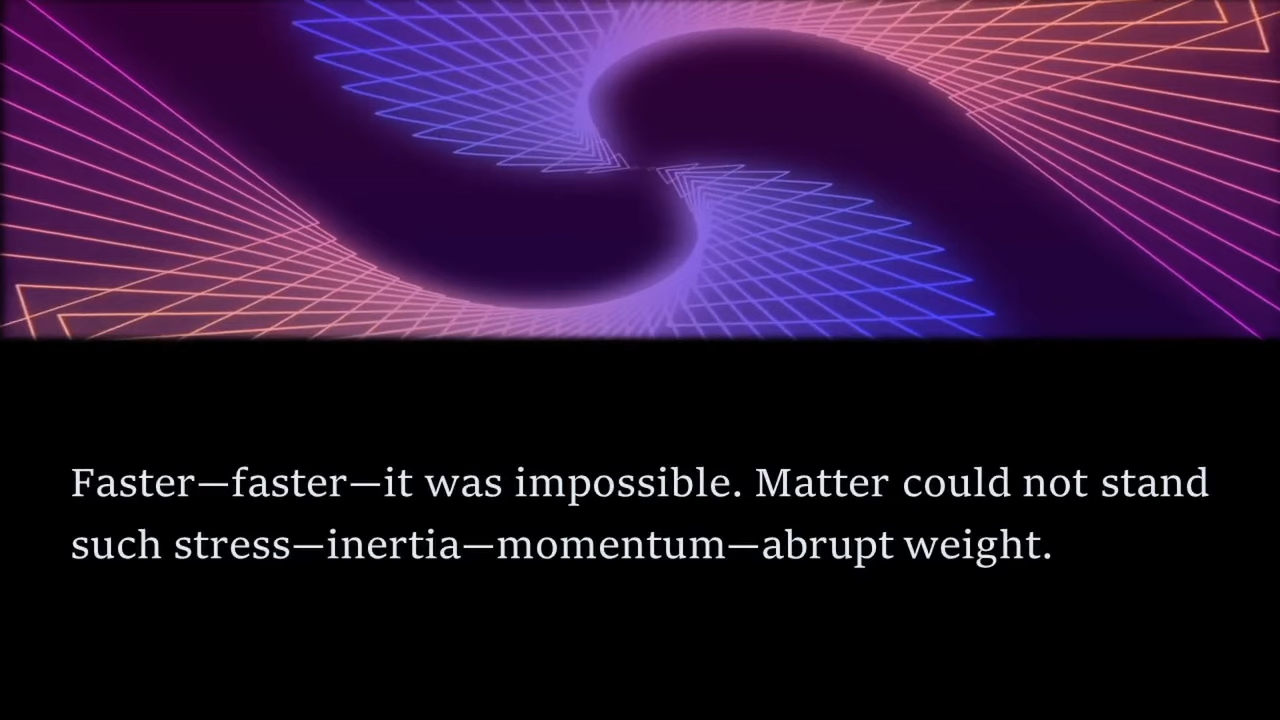 Faster—faster—it was impossible. Matter could not stand
such stress—inertia—momentum—abrupt weight.